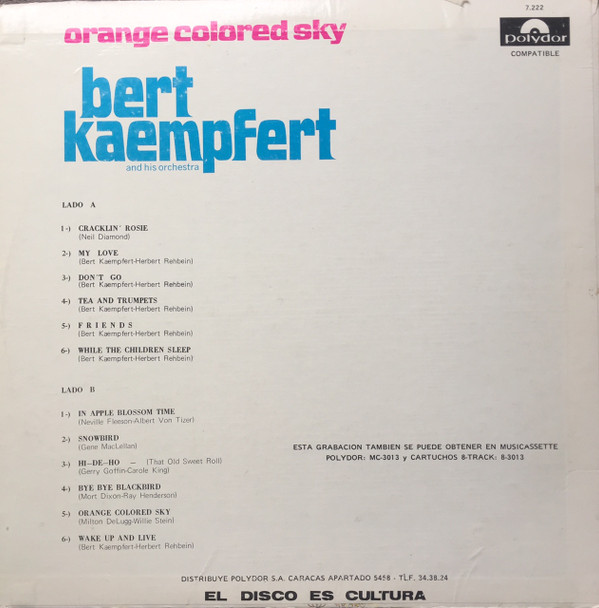 7.222
orange colored sky
Polydor
COMPATIBLE
bert
kaempfert
and his orchestra
LADO A
1-) CRACKLIN' ROSIE
(Neil Diamond)
2-) MY LOVE
(Bert Kaempfert-Herbert Rehbein)
3-) DON'T GO
(Bert Kaempfert-Herbert Rehbein)
4-) TEA AND TRUMPETS
(Bert Kaempfert-Herbert Rehbein)
5-) F R I E N D S
(Bert Kaempfert-Herbert Rehbein)
6-) WHILE THE CHILDREN SLEEP
(Bert Kaempfert-Herbert Rehbein)
LADO B
1-) IN APPLE BLOSSOM TIME
(Neville Fleeson-Albert Von Tizer)
2-) SNOWBIRD
(Gene MacLellan)
3-) HI-DE-HO - (That Old Sweet Roll)
(Gerry Goffin-Carole King)
4-) BYE BYE BLACKBIRD
(Mort Dixon-Ray Henderson)
5-) ORANGE COLORED SKY
(Milton DeLugg-Willie Stein)
6-) WAKE UP AND LIVE
(Bert Kaempfert-Herbert Rehbein)
ESTA GRABACION TAMBIEN SE PUEDE OBTENER EN MUSICASSETTE
POLYDOR: MC-3013 y CARTUCHOS 8-TRACK: 8-3013
DISTRIBUYE POLYDOR S.A. CARACAS APARTADO 5458 - TLF. 34.38.24
EL DISCO ES CULTURA